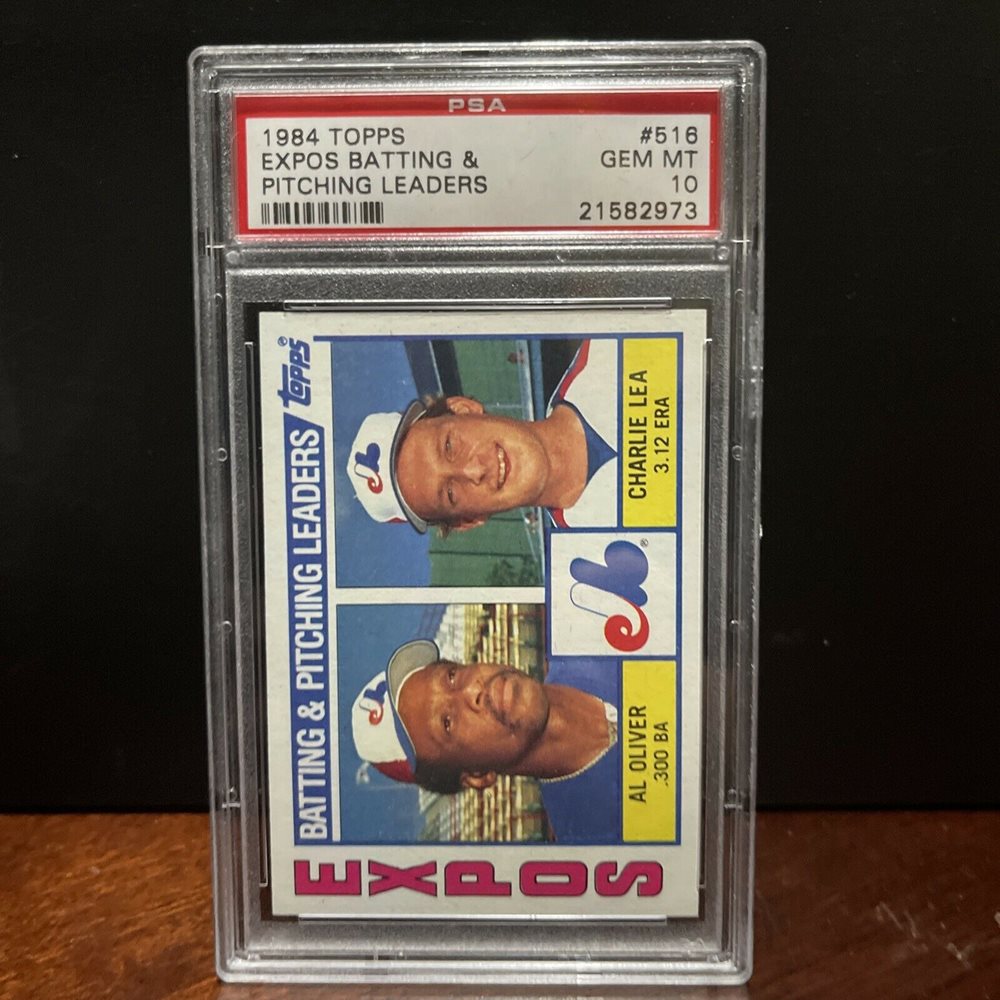 PSA
1984 TOPPS #516
EXPOS BATTING & GEM MT
PITCHING LEADERS 10
21582973
BATTING & PITCHING LEADERS Topps®
EXPOS
AL OLIVER
.300 BA
CHARLIE LEA
3.12 ERA
eb ®